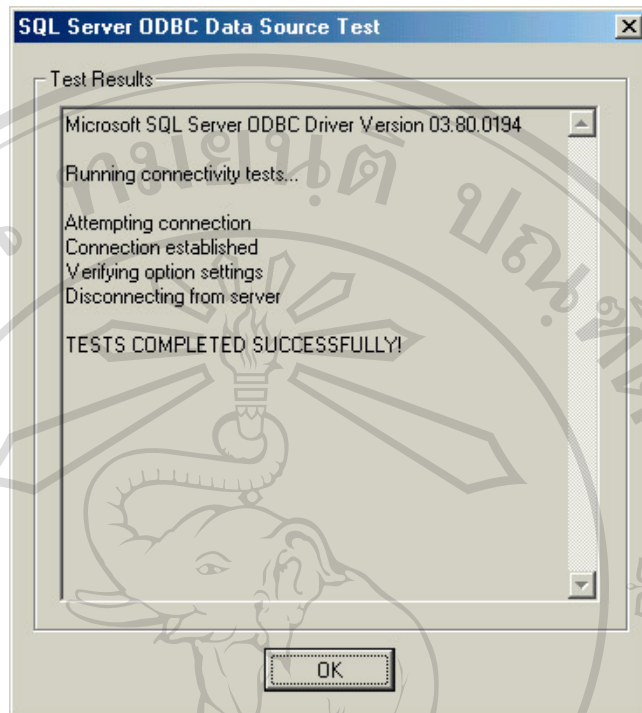 SQL Server ODBC Data Source Test
Test Results
Microsoft SQL Server ODBC Driver Version 03.80.0194
Running connectivity tests...
Attempting connection
Connection established
Verifying option settings
Disconnecting from server
TESTS COMPLETED SUCCESSFULLY!
OK